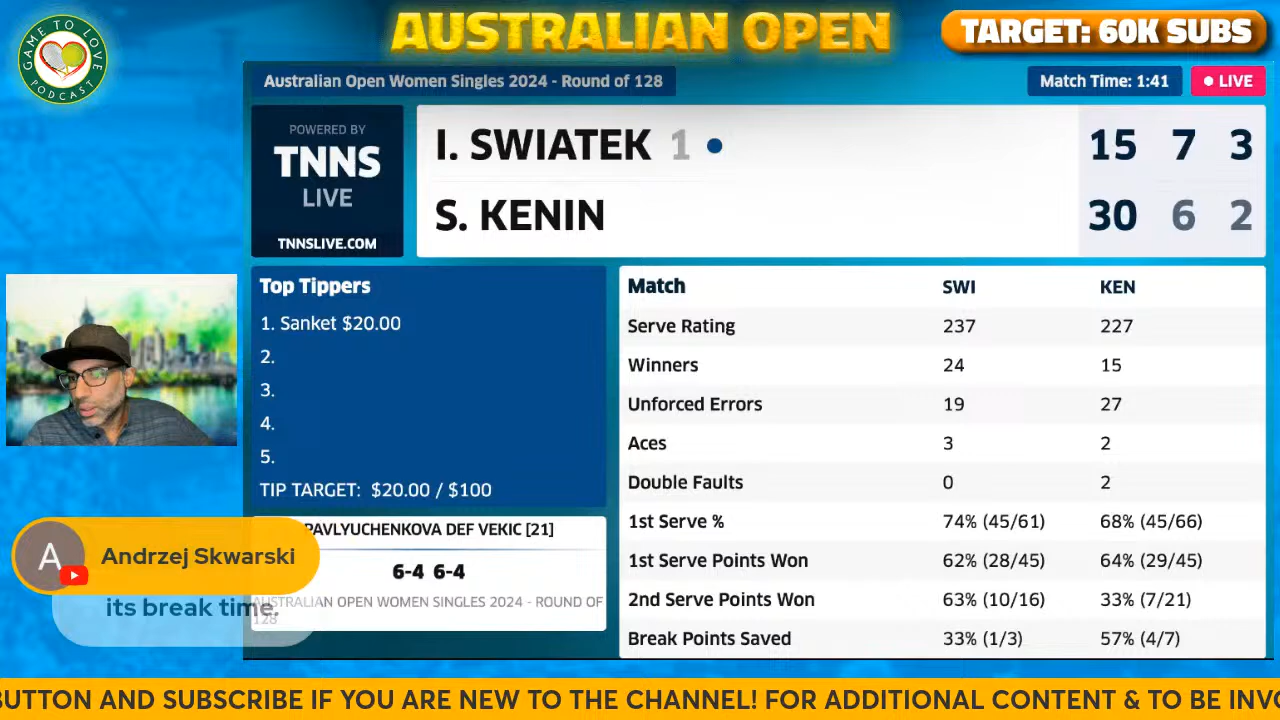 GAME TO LOVE
PODCAST
AUSTRALIAN OPEN
TARGET: 60K SUBS
Australian Open Women Singles 2024 - Round of 128
Match Time: 1:41
LIVE
POWERED BY
TNNS
LIVE
TNNSLIVE.COM
I. SWIATEK 1 15 7 3
S. KENIN 30 6 2
Top Tippers
1. Sanket $20.00
2.
3.
4.
5.
TIP TARGET: $20.00 / $100
PAVLYUCHENKOVA DEF VEKIC [21]
6-4 6-4
AUSTRALIAN OPEN WOMEN SINGLES 2024 - ROUND OF
128
Match SWI KEN
Serve Rating 237 227
Winners 24 15
Unforced Errors 19 27
Aces 3 2
Double Faults 0 2
1st Serve % 74% (45/61) 68% (45/66)
1st Serve Points Won 62% (28/45) 64% (29/45)
2nd Serve Points Won 63% (10/16) 33% (7/21)
Break Points Saved 33% (1/3) 57% (4/7)
A
Andrzej Skwarski
its break time.
BUTTON AND SUBSCRIBE IF YOU ARE NEW TO THE CHANNEL! FOR ADDITIONAL CONTENT & TO BE INVO